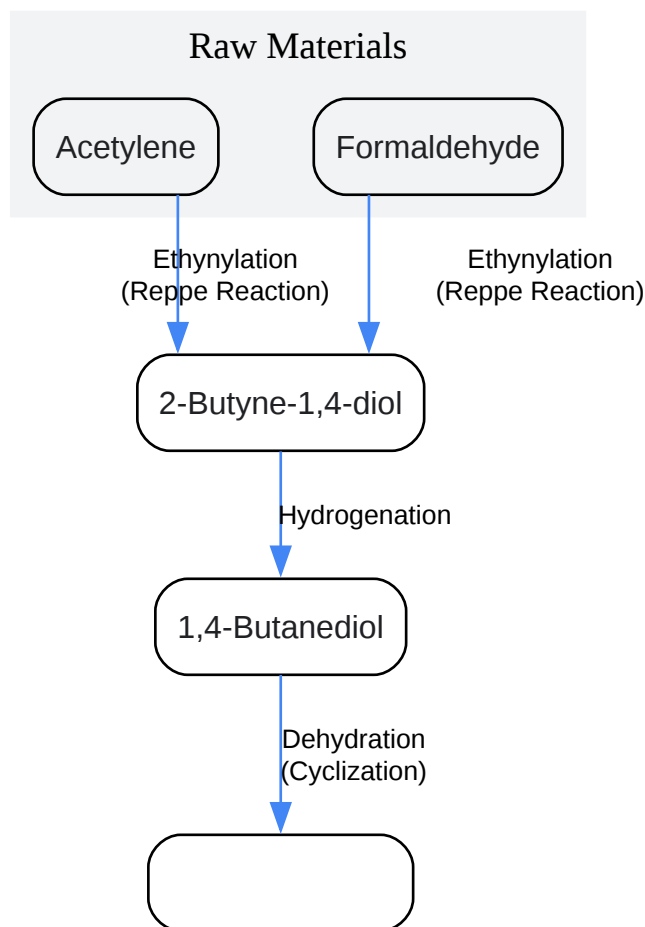 Raw Materials
Acetylene
Formaldehyde
Ethynylation
(Reppe Reaction)
Ethynylation
(Reppe Reaction)
2-Butyne-1,4-diol
Hydrogenation
1,4-Butanediol
Dehydration
(Cyclization)